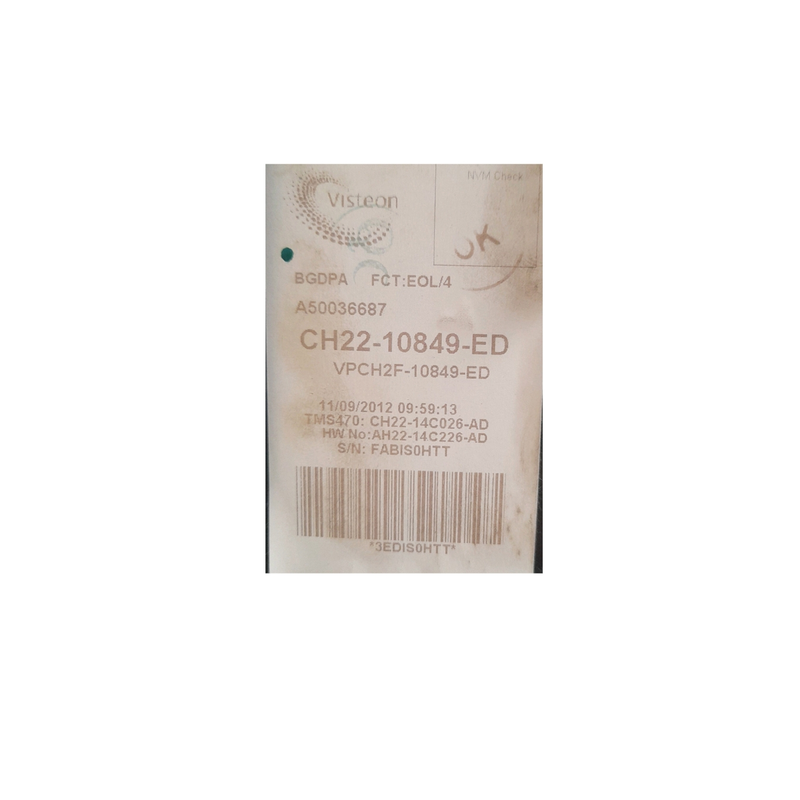 Visteon
NVM Check
OK
BGDPA FCT:EOL/4
A50036687
CH22-10849-ED
VPCH2F-10849-ED
11/09/2012 09:59:13
TMS470: CH22-14C026-AD
HW No:AH22-14C226-AD
S/N: FABIS0HTT
*3EDIS0HTT*